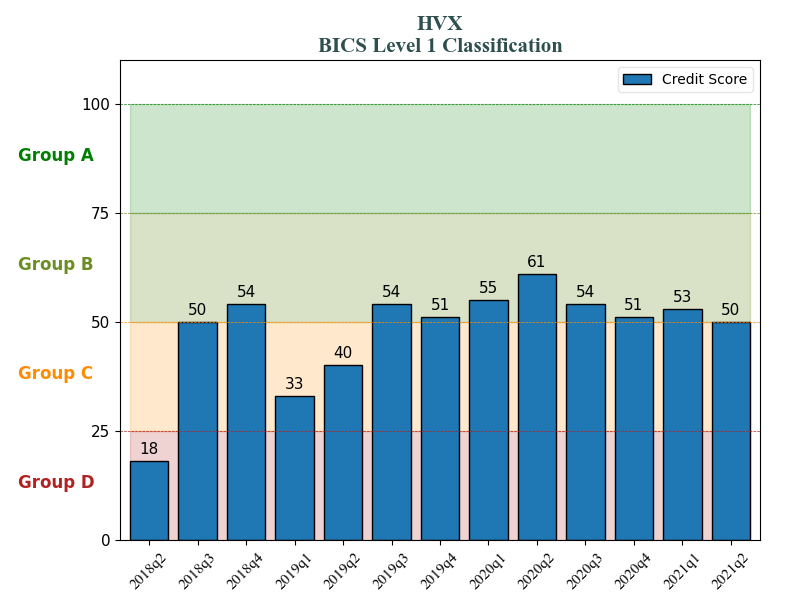 HVX
BICS Level 1 Classification
Credit Score
100
Group A
75
Group B
50
Group C
25
Group D
0
18
50
54
33
40
54
51
55
61
54
51
53
50
2018q2
2018q3
2018q4
2019q1
2019q2
2019q3
2019q4
2020q1
2020q2
2020q3
2020q4
2021q1
2021q2